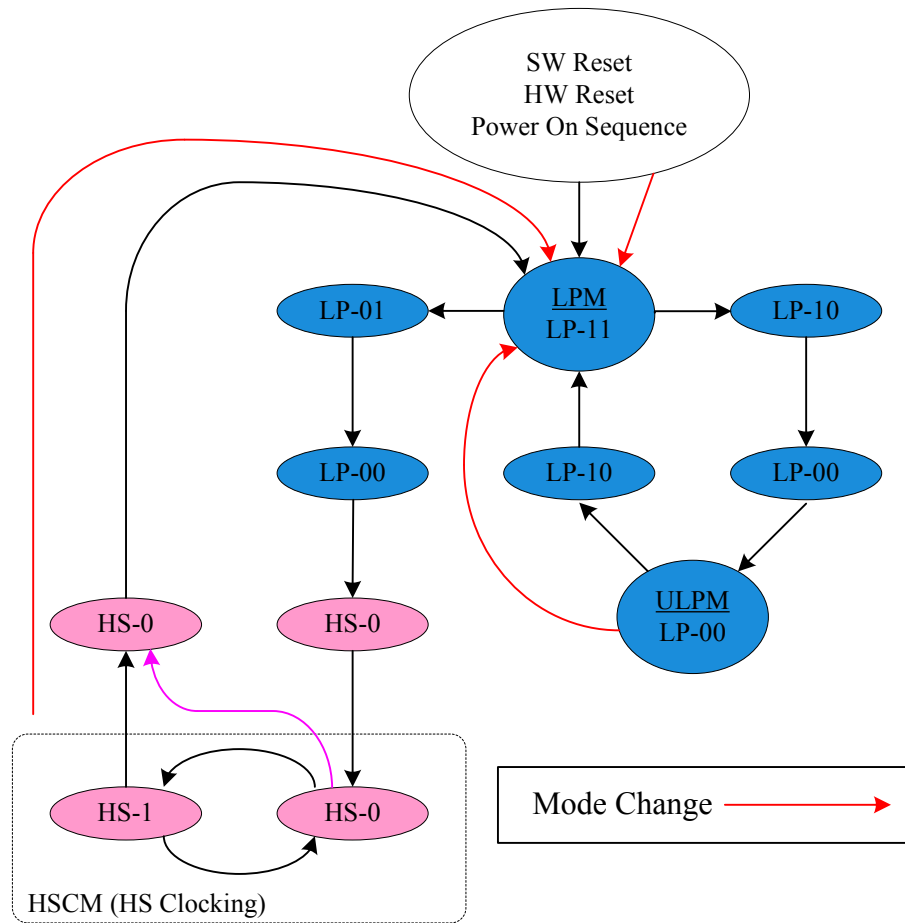 SW Reset
HW Reset
Power On Sequence
LP-01
LPM
LP-11
LP-10
LP-00
LP-10
LP-00
HS-0
HS-0
ULPM
LP-00
HS-1
HS-0
Mode Change
HSCM (HS Clocking)